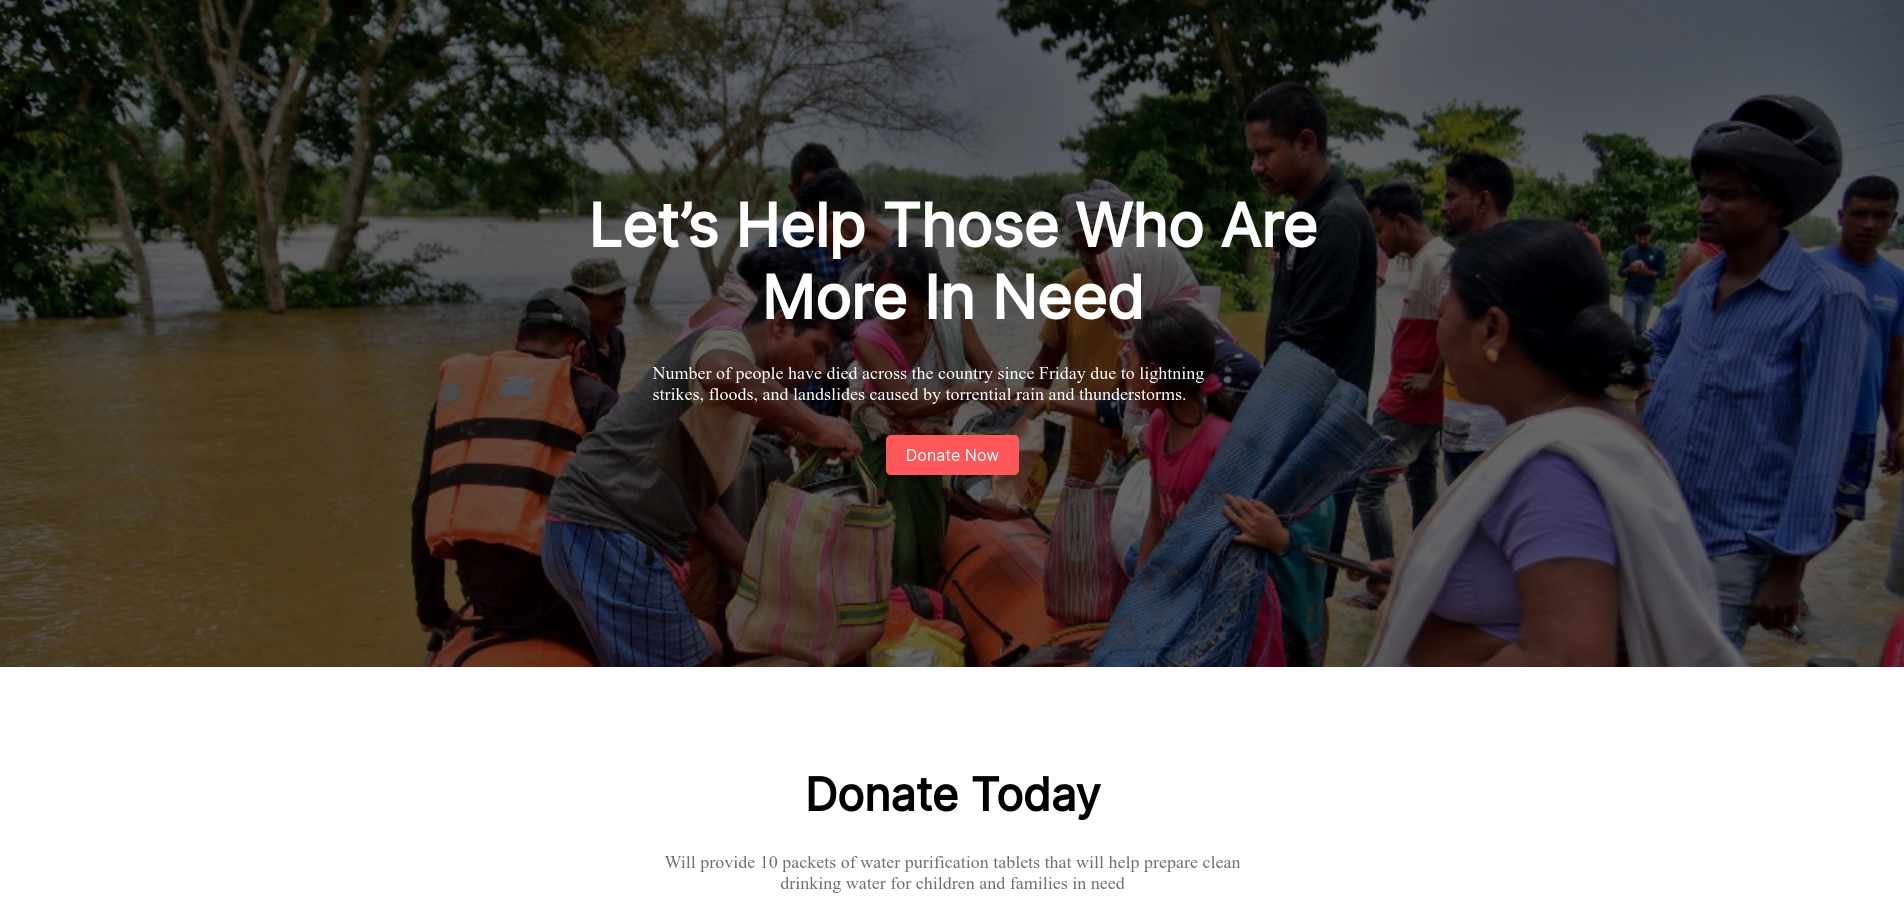 Let’s Help Those Who Are
More In Need
Number of people have died across the country since Friday due to lightning
strikes, floods, and landslides caused by torrential rain and thunderstorms.
Donate Now
Donate Today
Will provide 10 packets of water purification tablets that will help prepare clean
drinking water for children and families in need